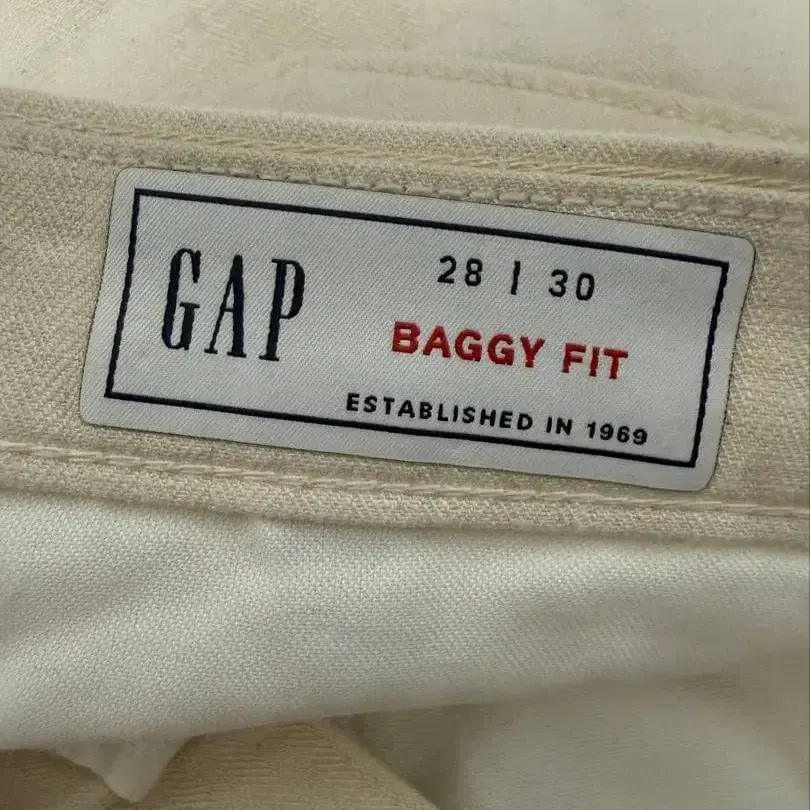 GAP
28 | 30
BAGGY FIT
ESTABLISHED IN 1969